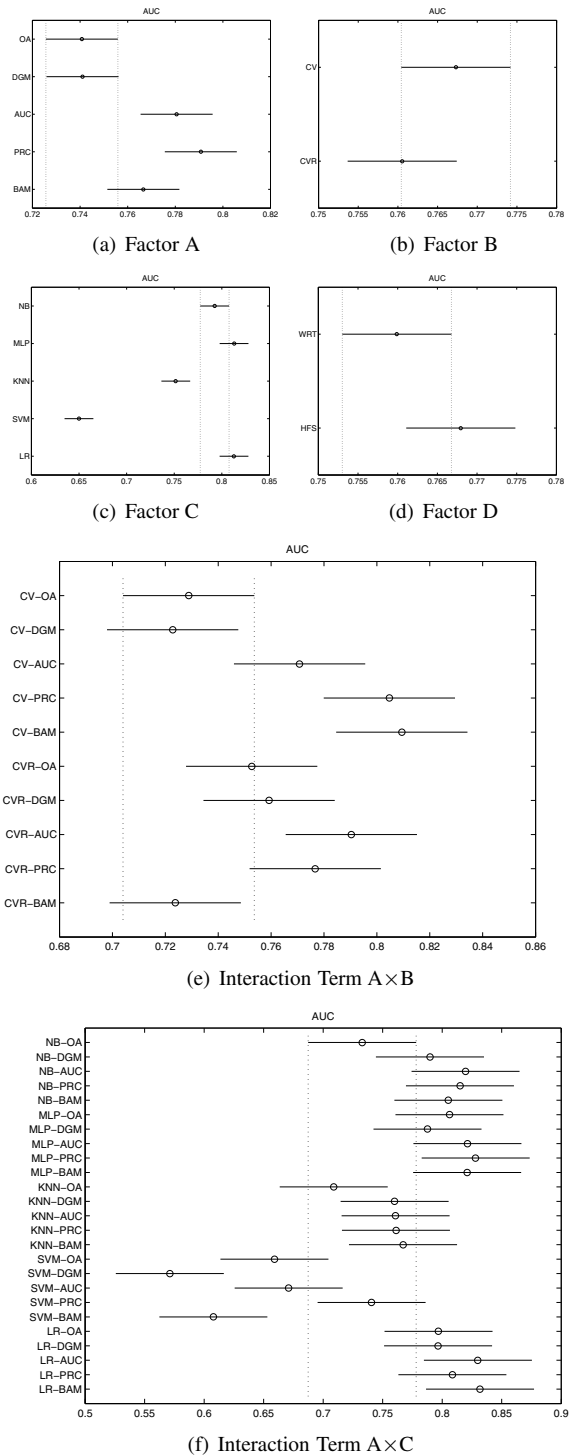 AUC
OA
DGM
AUC
PRC
BAM
0.72 0.74 0.76 0.78 0.8 0.82
(a) Factor A
AUC
CV
CVR
0.75 0.755 0.76 0.765 0.77 0.775 0.78
(b) Factor B
AUC
NB
MLP
KNN
SVM
LR
0.6 0.65 0.7 0.75 0.8 0.85
(c) Factor C
AUC
WRT
HFS
0.75 0.755 0.76 0.765 0.77 0.775 0.78
(d) Factor D
AUC
CV−OA
CV−DGM
CV−AUC
CV−PRC
CV−BAM
CVR−OA
CVR−DGM
CVR−AUC
CVR−PRC
CVR−BAM
0.68 0.7 0.72 0.74 0.76 0.78 0.8 0.82 0.84 0.86
(e) Interaction Term A×B
AUC
NB−OA
NB−DGM
NB−AUC
NB−PRC
NB−BAM
MLP−OA
MLP−DGM
MLP−AUC
MLP−PRC
MLP−BAM
KNN−OA
KNN−DGM
KNN−AUC
KNN−PRC
KNN−BAM
SVM−OA
SVM−DGM
SVM−AUC
SVM−PRC
SVM−BAM
LR−OA
LR−DGM
LR−AUC
LR−PRC
LR−BAM
0.5 0.55 0.6 0.65 0.7 0.75 0.8 0.85 0.9
(f) Interaction Term A×C